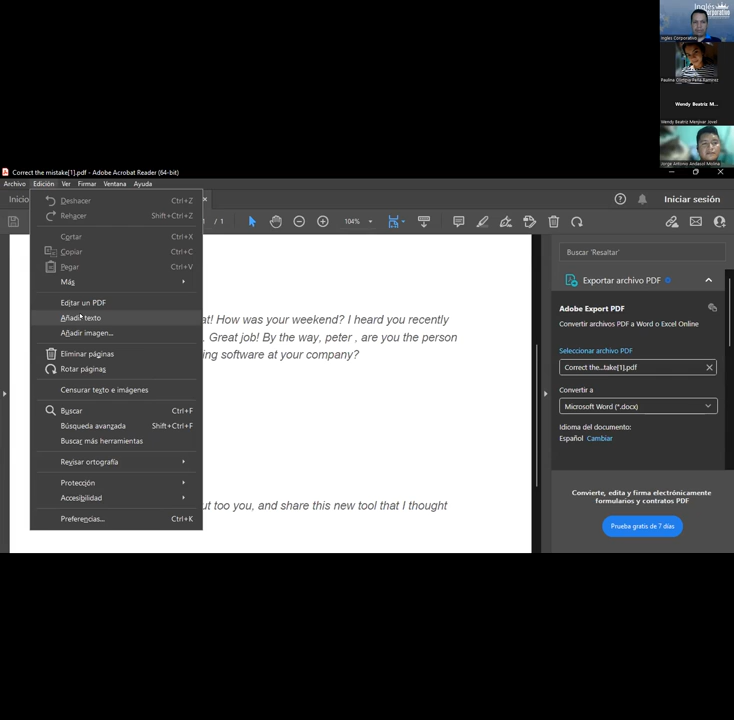 Inglés
Corporativo
Ingles Corporativo
Wendy Beatriz M...
Wendy Beatriz Menjivar Jovel
Jorge Antonio Andasol Molina
Correct the mistake[1].pdf - Adobe Acrobat Reader (64-bit)
Archivo Edición Ver Firmar Ventana Ayuda
Inicio
Iniciar sesión
/ 1
104%
Deshacer Ctrl+Z
Rehacer Shift+Ctrl+Z
Cortar Ctrl+X
Copiar Ctrl+C
Pegar Ctrl+V
Más
Editar un PDF
Añadir texto
Añadir imagen...
Eliminar páginas
Rotar páginas
Censurar texto e imágenes
Buscar Ctrl+F
Búsqueda avanzada Shift+Ctrl+F
Buscar más herramientas
Revisar ortografía
Protección
Accesibilidad
Preferencias... Ctrl+K
at! How was your weekend? I heard you recently
. Great job! By the way, peter , are you the person
ing software at your company?
ut too you, and share this new tool that I thought
Buscar 'Resaltar'
Exportar archivo PDF
Adobe Export PDF
Convertir archivos PDF a Word o Excel Online
Seleccionar archivo PDF
Correct the...take[1].pdf
Convertir a
Microsoft Word (*.docx)
Idioma del documento:
Español Cambiar
Convierte, edita y firma electrónicamente
formularios y contratos PDF
Prueba gratis de 7 días